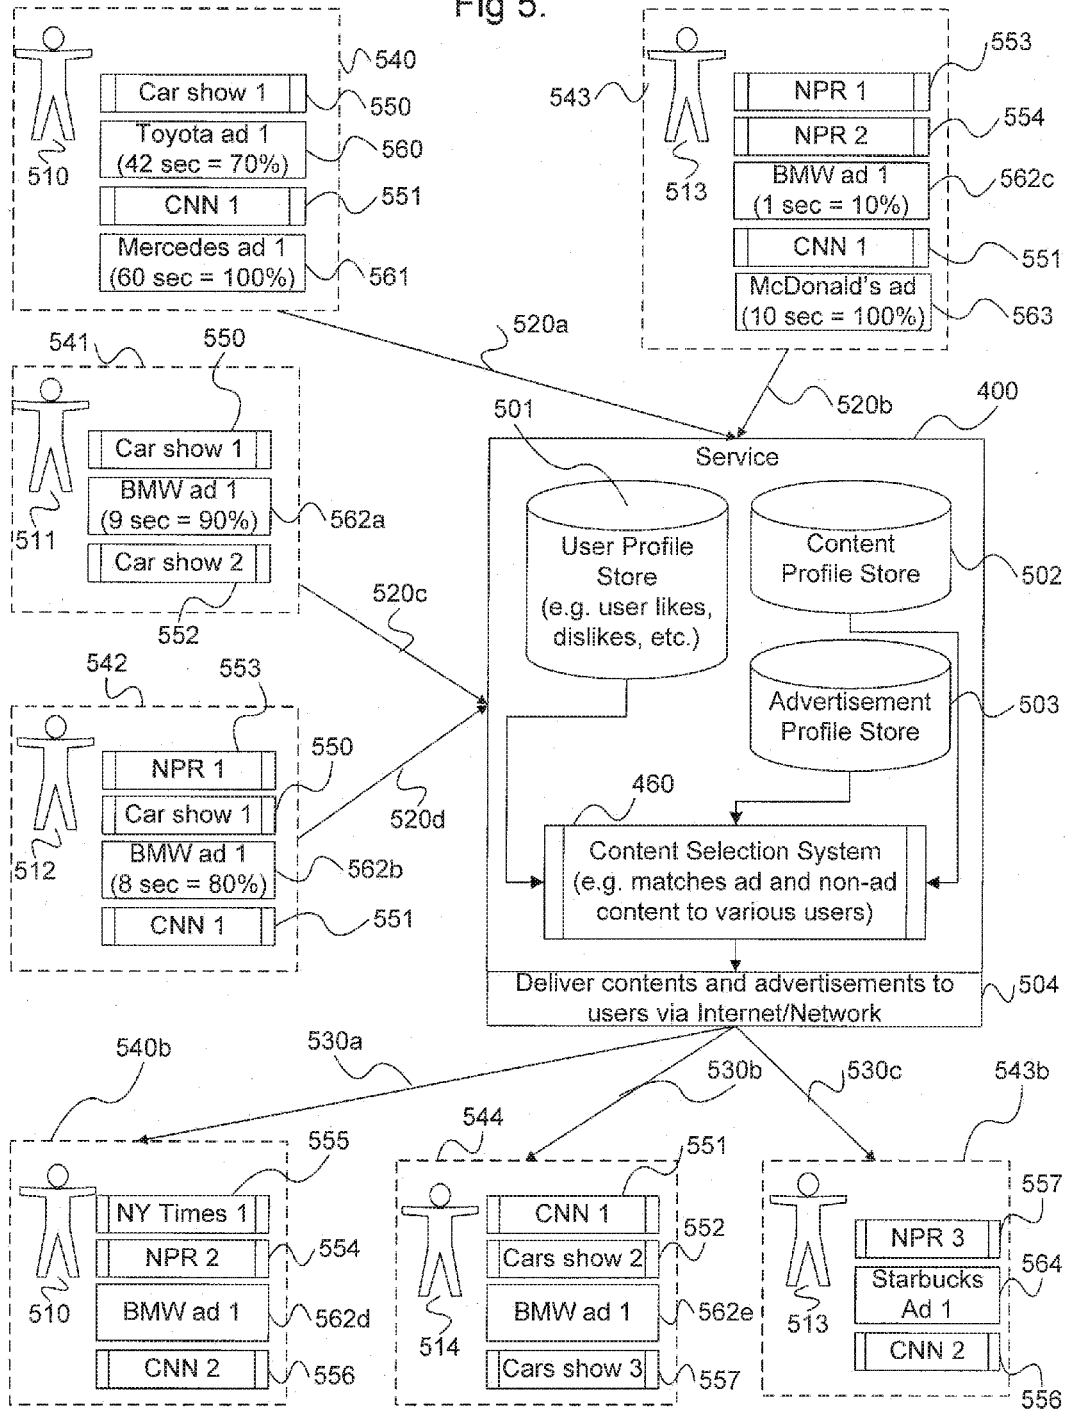 Fig 5.
540
Car show 1
550
Toyota ad 1
(42 sec = 70%)
560
510
CNN 1
551
Mercedes ad 1
(60 sec = 100%)
561
553
NPR 1
543
554
NPR 2
513
BMW ad 1
(1 sec = 10%)
562c
CNN 1
551
McDonald's ad
(10 sec = 100%)
563
520a
520b
541
550
Car show 1
BMW ad 1
(9 sec = 90%)
562a
511
Car show 2
552
520c
542
553
NPR 1
550
Car show 1
520d
512
BMW ad 1
(8 sec = 80%)
562b
CNN 1
551
501
400
Service
User Profile
Store
(e.g. user likes,
dislikes, etc.)
Content
Profile Store
502
Advertisement
Profile Store
503
460
Content Selection System
(e.g. matches ad and non-ad
content to various users)
Deliver contents and advertisements to
users via Internet/Network
504
530a
530b
530c
540b
555
NY Times 1
NPR 2
554
510
BMW ad 1
562d
CNN 2
556
544
551
CNN 1
552
Cars show 2
BMW ad 1
562e
514
Cars show 3
557
543b
557
NPR 3
564
Starbucks
Ad 1
513
CNN 2
556